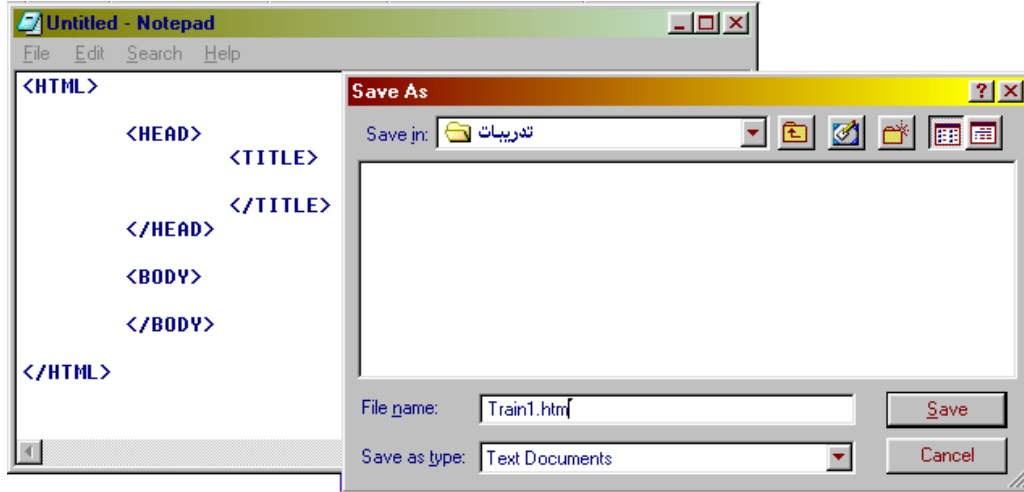 Untitled - Notepad
File Edit Search Help
<HTML>
<HEAD>
<TITLE>
</TITLE>
</HEAD>
<BODY>
</BODY>
</HTML>
Save As
Save in: تدريبات
File name: Train1.htm
Save
Save as type: Text Documents
Cancel